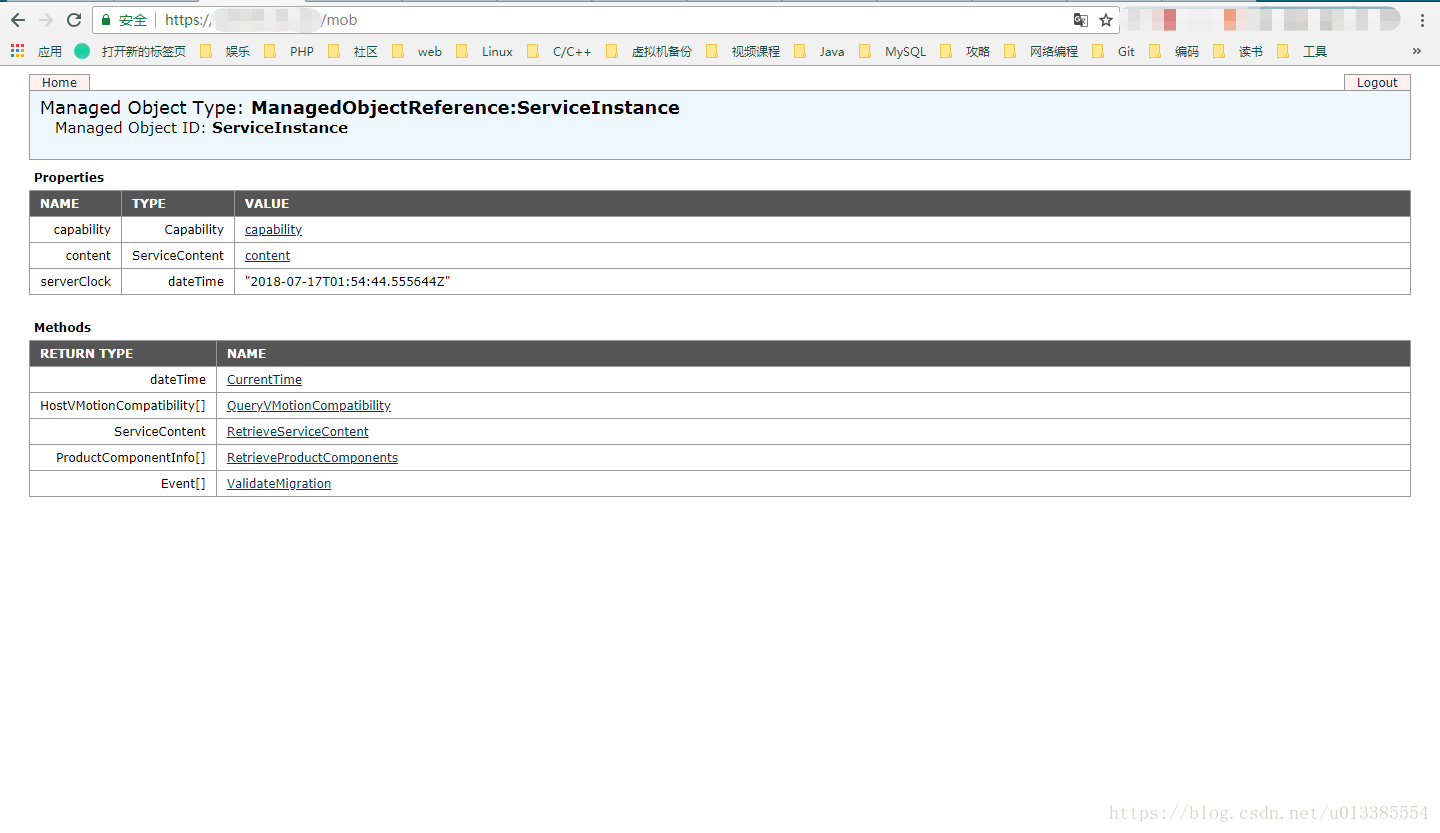 安全 https:// /mob
应用 打开新的标签页 娱乐 PHP 社区 web Linux C/C++ 虚拟机备份 视频课程 Java MySQL 攻略 网络编程 Git 编码 读书 工具 »
Home Logout
Managed Object Type: ManagedObjectReference:ServiceInstance
Managed Object ID: ServiceInstance
Properties
NAME TYPE VALUE
capability Capability capability
content ServiceContent content
serverClock dateTime "2018-07-17T01:54:44.555644Z"
Methods
RETURN TYPE NAME
dateTime CurrentTime
HostVMotionCompatibility[] QueryVMotionCompatibility
ServiceContent RetrieveServiceContent
ProductComponentInfo[] RetrieveProductComponents
Event[] ValidateMigration
https://blog.csdn.net/u013385554